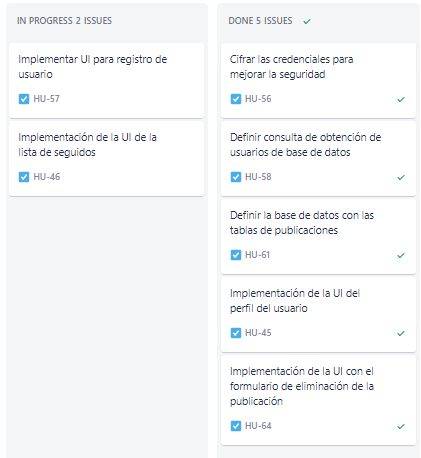 IN PROGRESS 2 ISSUES
Implementar UI para registro de
usuario
HU-57
Implementación de la UI de la
lista de seguidos
HU-46
DONE 5 ISSUES
Cifrar las credenciales para
mejorar la seguridad
HU-56
Definir consulta de obtención de
usuarios de base de datos
HU-58
Definir la base de datos con las
tablas de publicaciones
HU-61
Implementación de la UI del
perfil del usuario
HU-45
Implementación de la UI con el
formulario de eliminación de la
publicación
HU-64